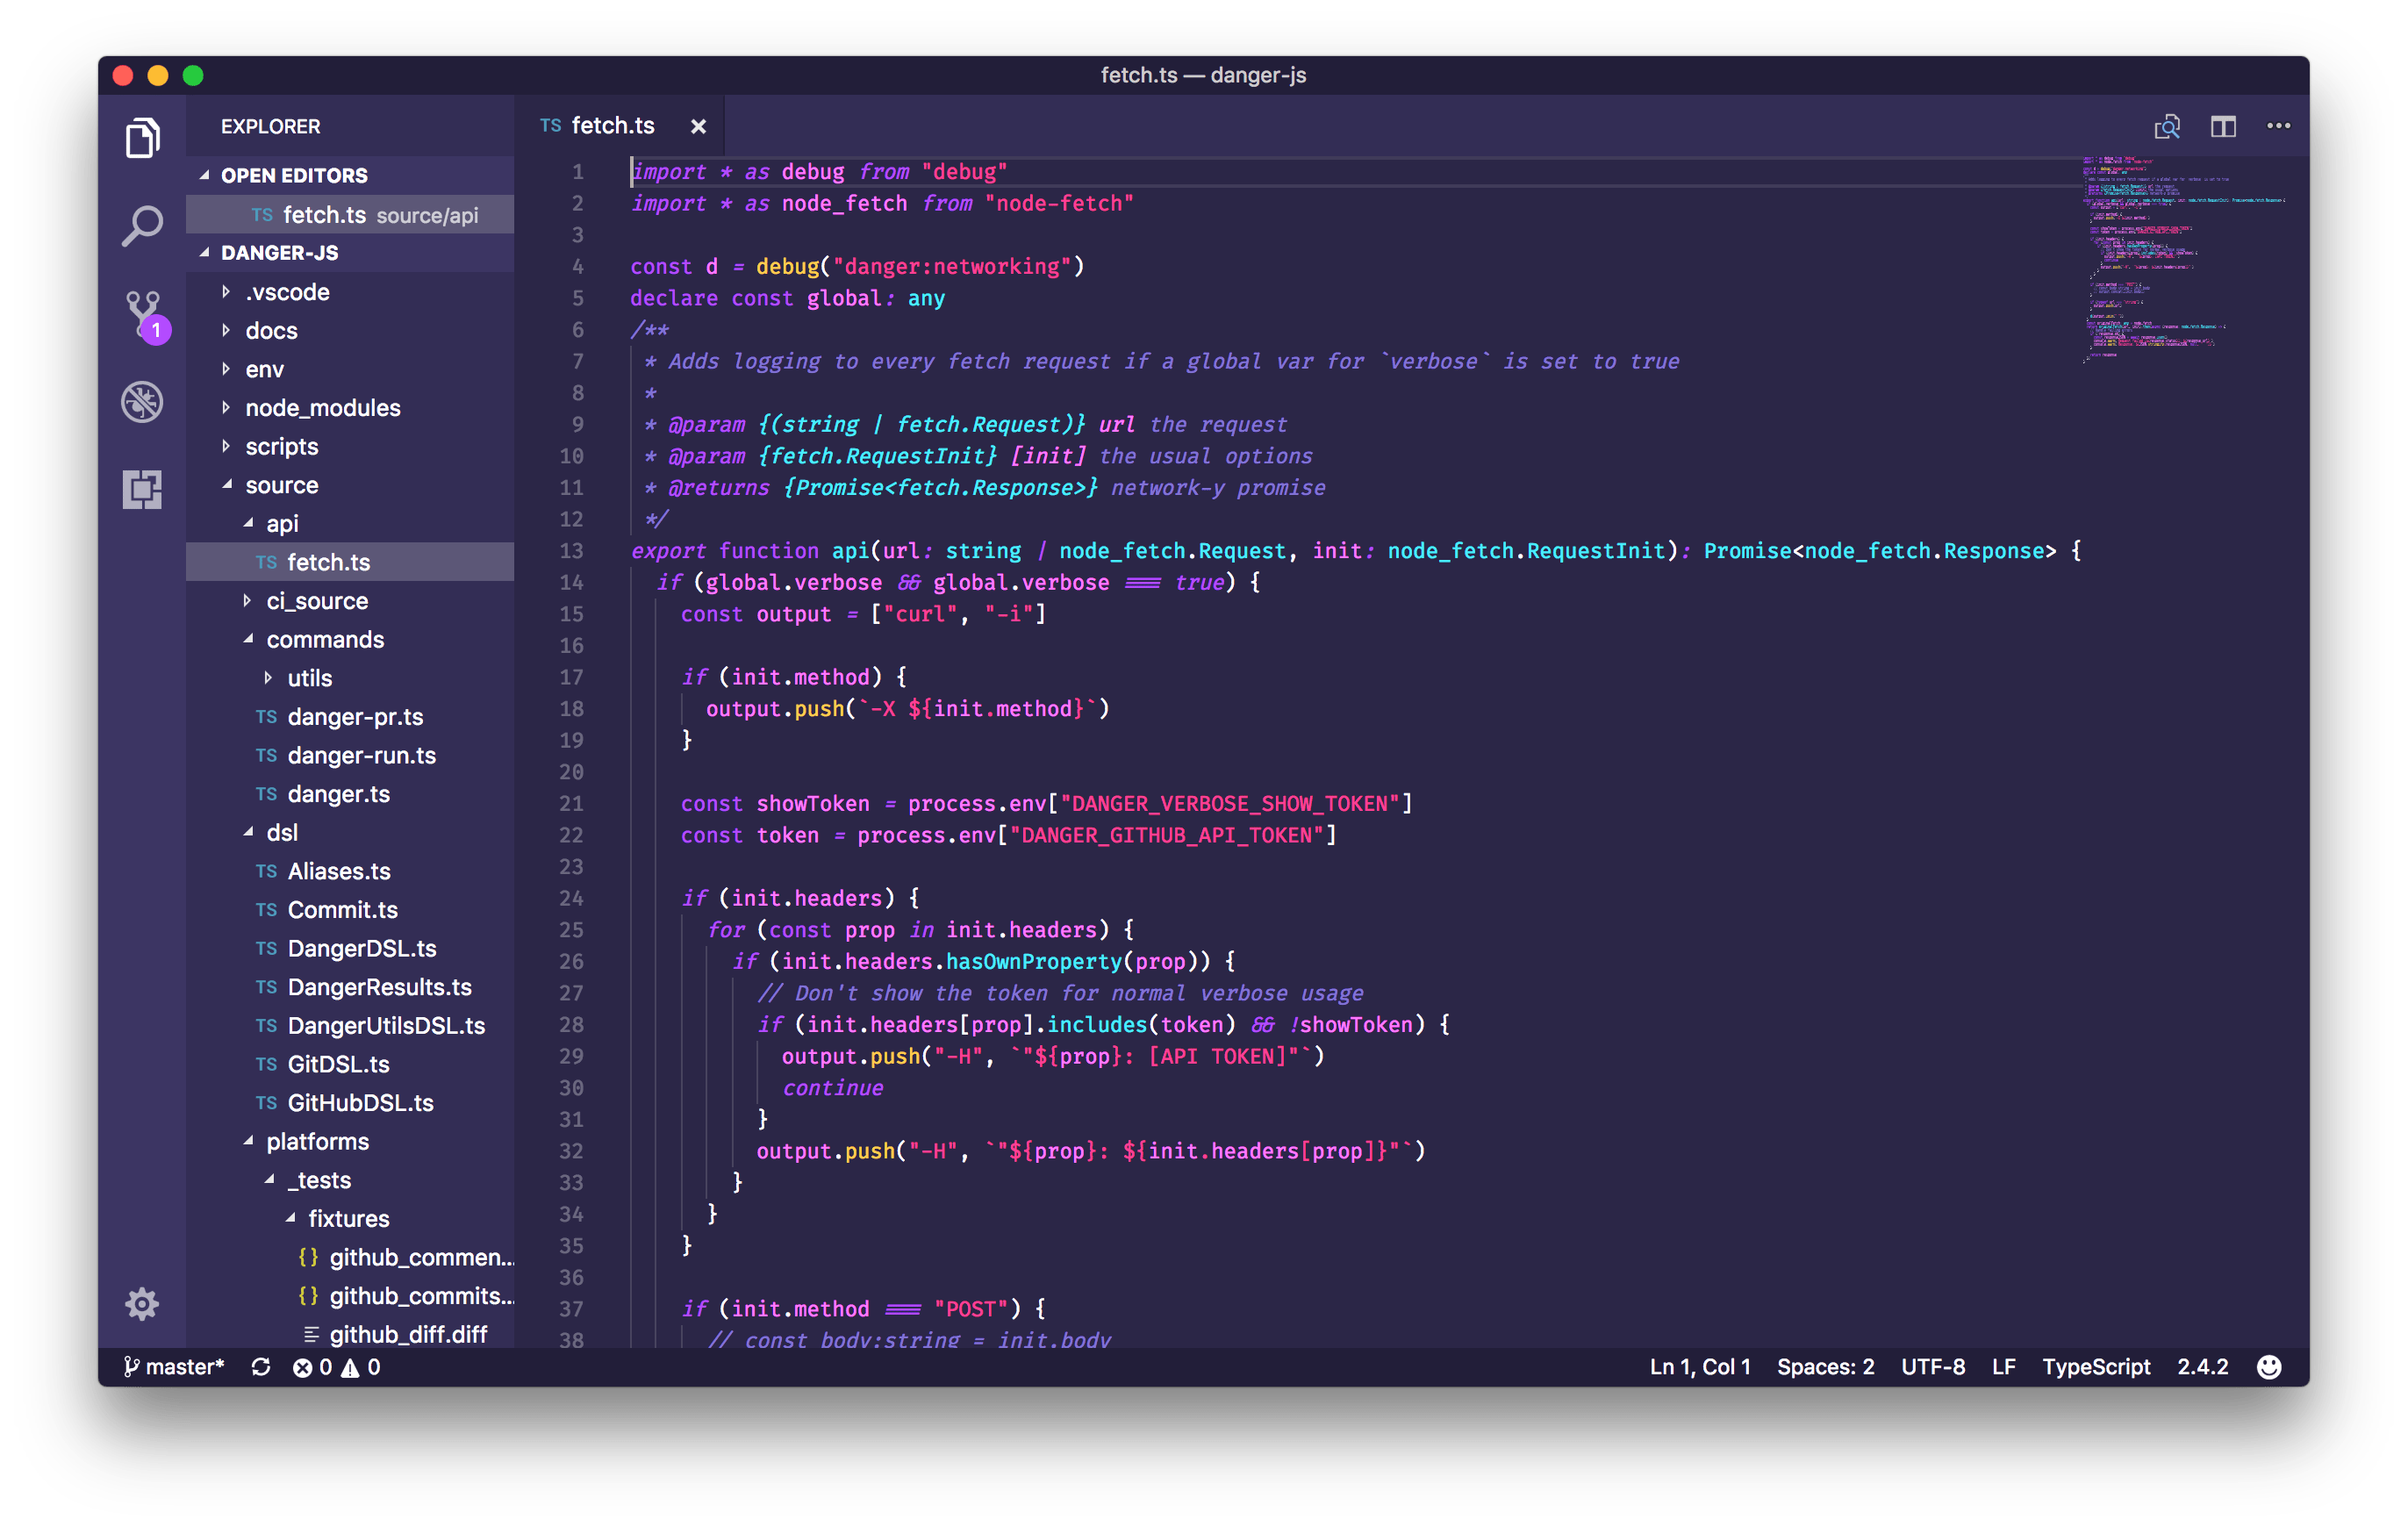 fetch.ts — danger-js
EXPLORER
OPEN EDITORS
TS fetch.ts source/api
DANGER-JS
.vscode
docs
env
node_modules
scripts
source
api
TS fetch.ts
ci_source
commands
utils
TS danger-pr.ts
TS danger-run.ts
TS danger.ts
dsl
TS Aliases.ts
TS Commit.ts
TS DangerDSL.ts
TS DangerResults.ts
TS DangerUtilsDSL.ts
TS GitDSL.ts
TS GitHubDSL.ts
platforms
_tests
fixtures
{} github_commen...
{} github_commits...
github_diff.diff
1
TS fetch.ts ×
1 import * as debug from "debug"
2 import * as node_fetch from "node-fetch"
3
4 const d = debug("danger:networking")
5 declare const global: any
6 /**
7  * Adds logging to every fetch request if a global var for `verbose` is set to true
8  *
9  * @param {(string | fetch.Request)} url the request
10  * @param {fetch.RequestInit} [init] the usual options
11  * @returns {Promise<fetch.Response>} network-y promise
12  */
13 export function api(url: string | node_fetch.Request, init: node_fetch.RequestInit): Promise<node_fetch.Response> {
14   if (global.verbose && global.verbose === true) {
15     const output = ["curl", "-i"]
16
17     if (init.method) {
18       output.push(`-X ${init.method}`)
19     }
20
21     const showToken = process.env["DANGER_VERBOSE_SHOW_TOKEN"]
22     const token = process.env["DANGER_GITHUB_API_TOKEN"]
23
24     if (init.headers) {
25       for (const prop in init.headers) {
26         if (init.headers.hasOwnProperty(prop)) {
27           // Don't show the token for normal verbose usage
28           if (init.headers[prop].includes(token) && !showToken) {
29             output.push("-H", `"${prop}: [API TOKEN]"`)
30             continue
31           }
32           output.push("-H", `"${prop}: ${init.headers[prop]}"`)
33         }
34       }
35     }
36
37     if (init.method === "POST") {
38       // const body:string = init.body
master* 0 0
Ln 1, Col 1 Spaces: 2 UTF-8 LF TypeScript 2.4.2